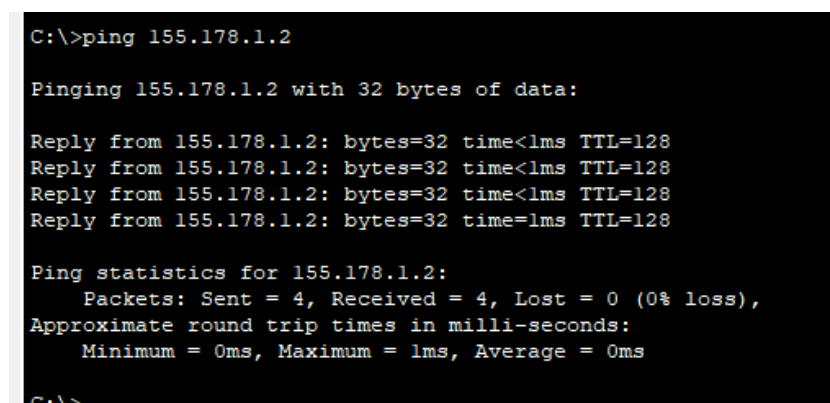 C:\>ping 155.178.1.2
Pinging 155.178.1.2 with 32 bytes of data:
Reply from 155.178.1.2: bytes=32 time<1ms TTL=128
Reply from 155.178.1.2: bytes=32 time<1ms TTL=128
Reply from 155.178.1.2: bytes=32 time<1ms TTL=128
Reply from 155.178.1.2: bytes=32 time=1ms TTL=128
Ping statistics for 155.178.1.2:
Packets: Sent = 4, Received = 4, Lost = 0 (0% loss),
Approximate round trip times in milli-seconds:
Minimum = 0ms, Maximum = 1ms, Average = 0ms
C:\>